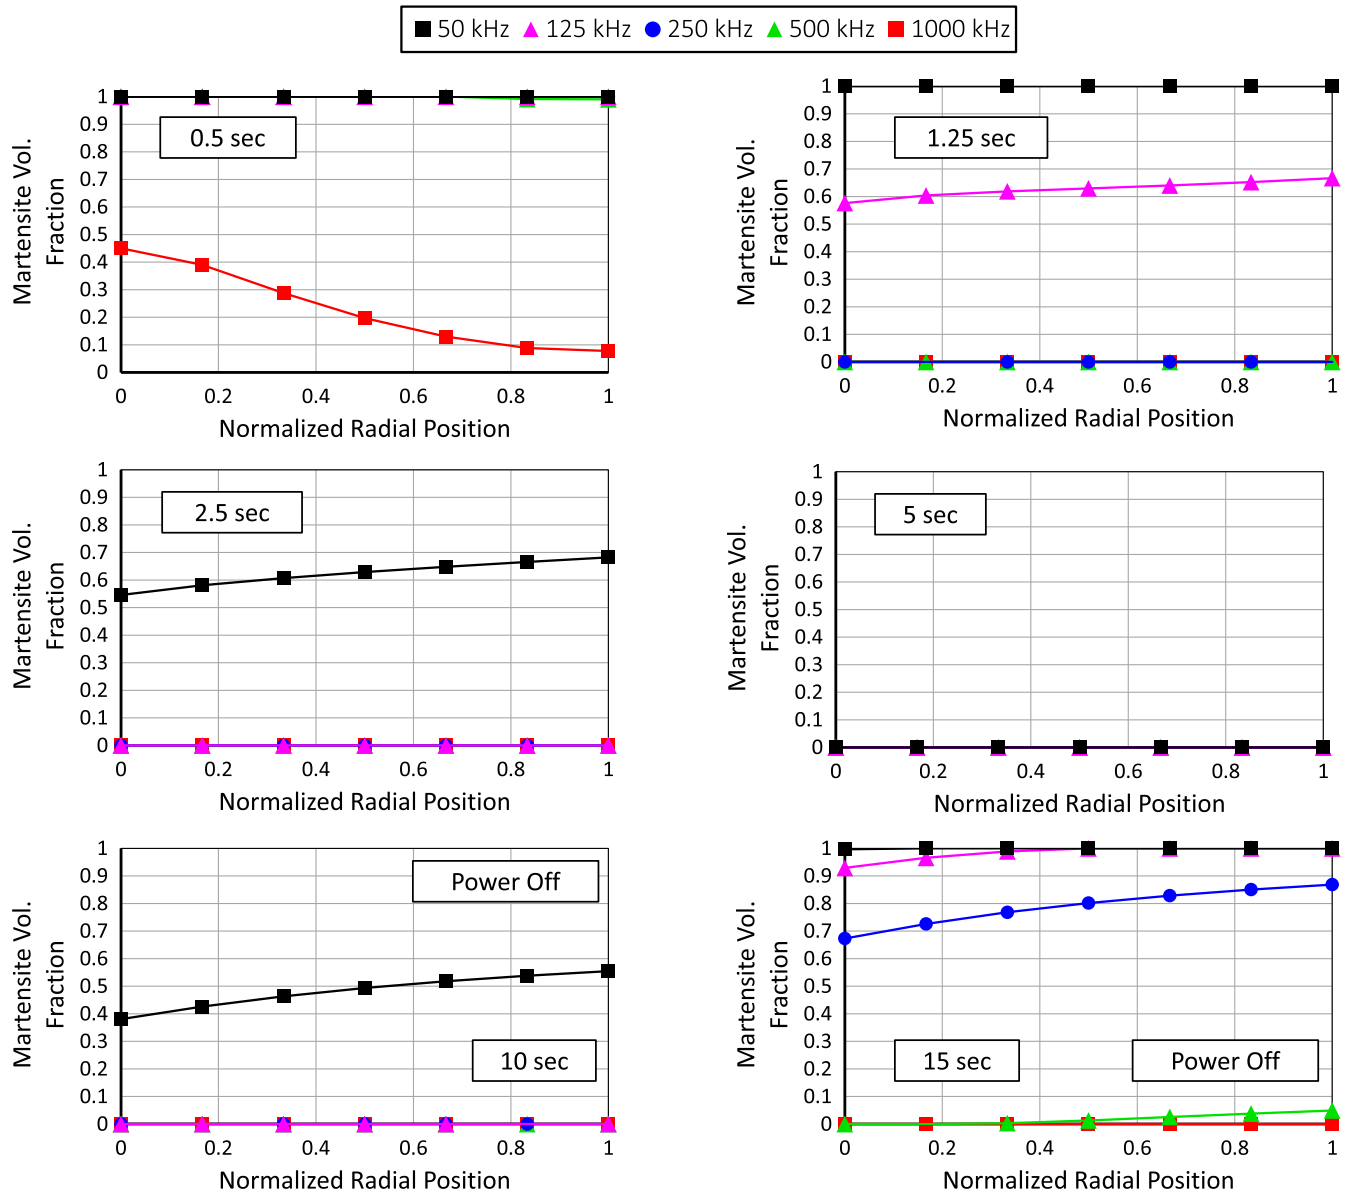 50 kHz 125 kHz 250 kHz 500 kHz 1000 kHz
Martensite Vol.
Fraction
1
0.9
0.8
0.7
0.6
0.5
0.4
0.3
0.2
0.1
0
0.5 sec
0 0.2 0.4 0.6 0.8 1
Normalized Radial Position
Martensite Vol.
Fraction
1
0.9
0.8
0.7
0.6
0.5
0.4
0.3
0.2
0.1
0
1.25 sec
0 0.2 0.4 0.6 0.8 1
Normalized Radial Position
Martensite Vol.
Fraction
1
0.9
0.8
0.7
0.6
0.5
0.4
0.3
0.2
0.1
0
2.5 sec
0 0.2 0.4 0.6 0.8 1
Normalized Radial Position
Martensite Vol.
Fraction
1
0.9
0.8
0.7
0.6
0.5
0.4
0.3
0.2
0.1
0
5 sec
0 0.2 0.4 0.6 0.8 1
Normalized Radial Position
Martensite Vol.
Fraction
1
0.9
0.8
0.7
0.6
0.5
0.4
0.3
0.2
0.1
0
Power Off
10 sec
0 0.2 0.4 0.6 0.8 1
Normalized Radial Position
Martensite Vol.
Fraction
1
0.9
0.8
0.7
0.6
0.5
0.4
0.3
0.2
0.1
0
15 sec
Power Off
0 0.2 0.4 0.6 0.8 1
Normalized Radial Position